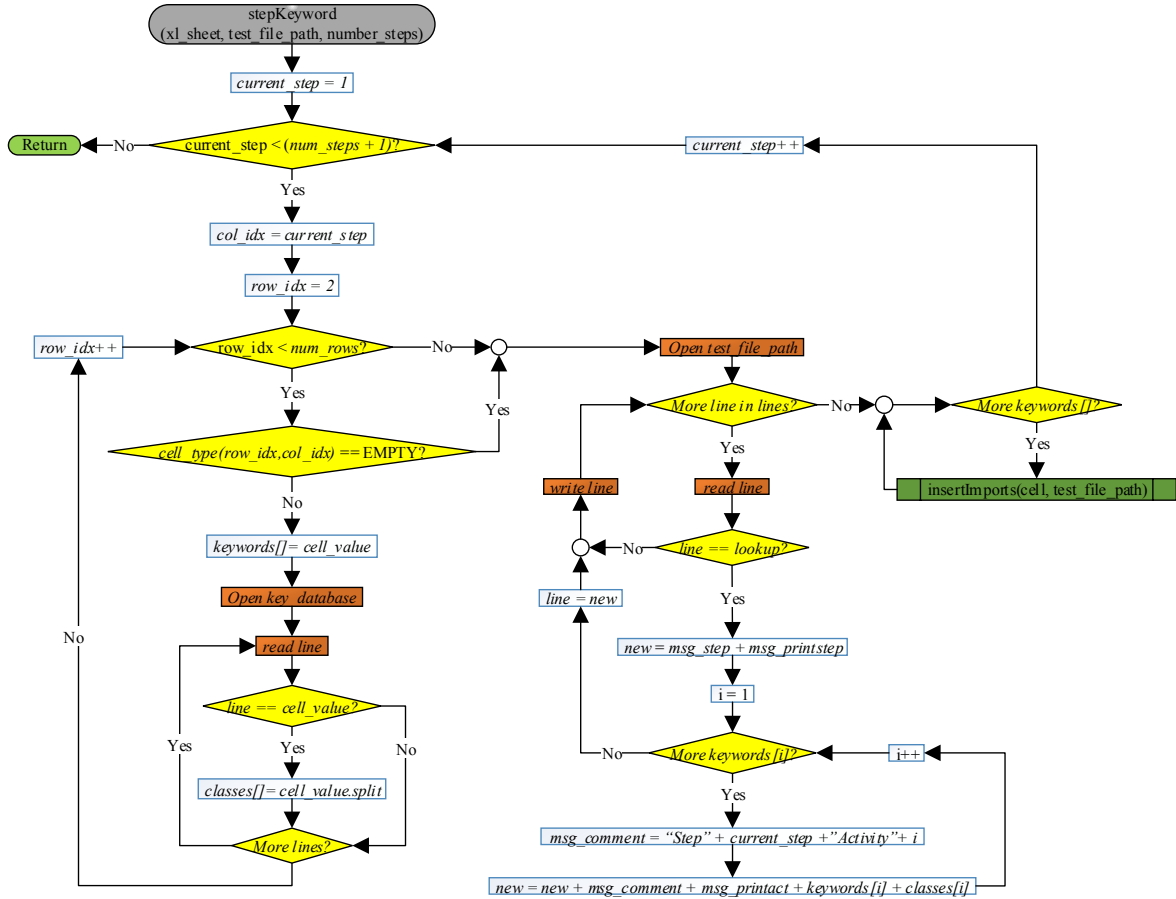 stepKeyword
(xl_sheet, test_file_path, number_steps)
current_step = 1
Return
No
current_step < (num_steps + 1)?
current_step++
Yes
col_idx = current_step
row_idx = 2
row_idx++
row_idx < num_rows?
No
Open test_file_path
Yes
Yes
More line in lines?
No
More keywords[]?
cell_type(row_idx,col_idx) == EMPTY?
Yes
Yes
No
write line
read line
insertImports(cell, test_file_path)
keywords[]= cell_value
No
line == lookup?
Open key_database
line = new
Yes
No
read line
new = msg_step + msg_printstep
line == cell_value?
i = 1
Yes
Yes
No
No
More keywords[i]?
i++
classes[]= cell_value.split
Yes
More lines?
msg_comment = “Step” + current_step +”Activity”+ i
new = new + msg_comment + msg_printact + keywords[i] + classes[i]